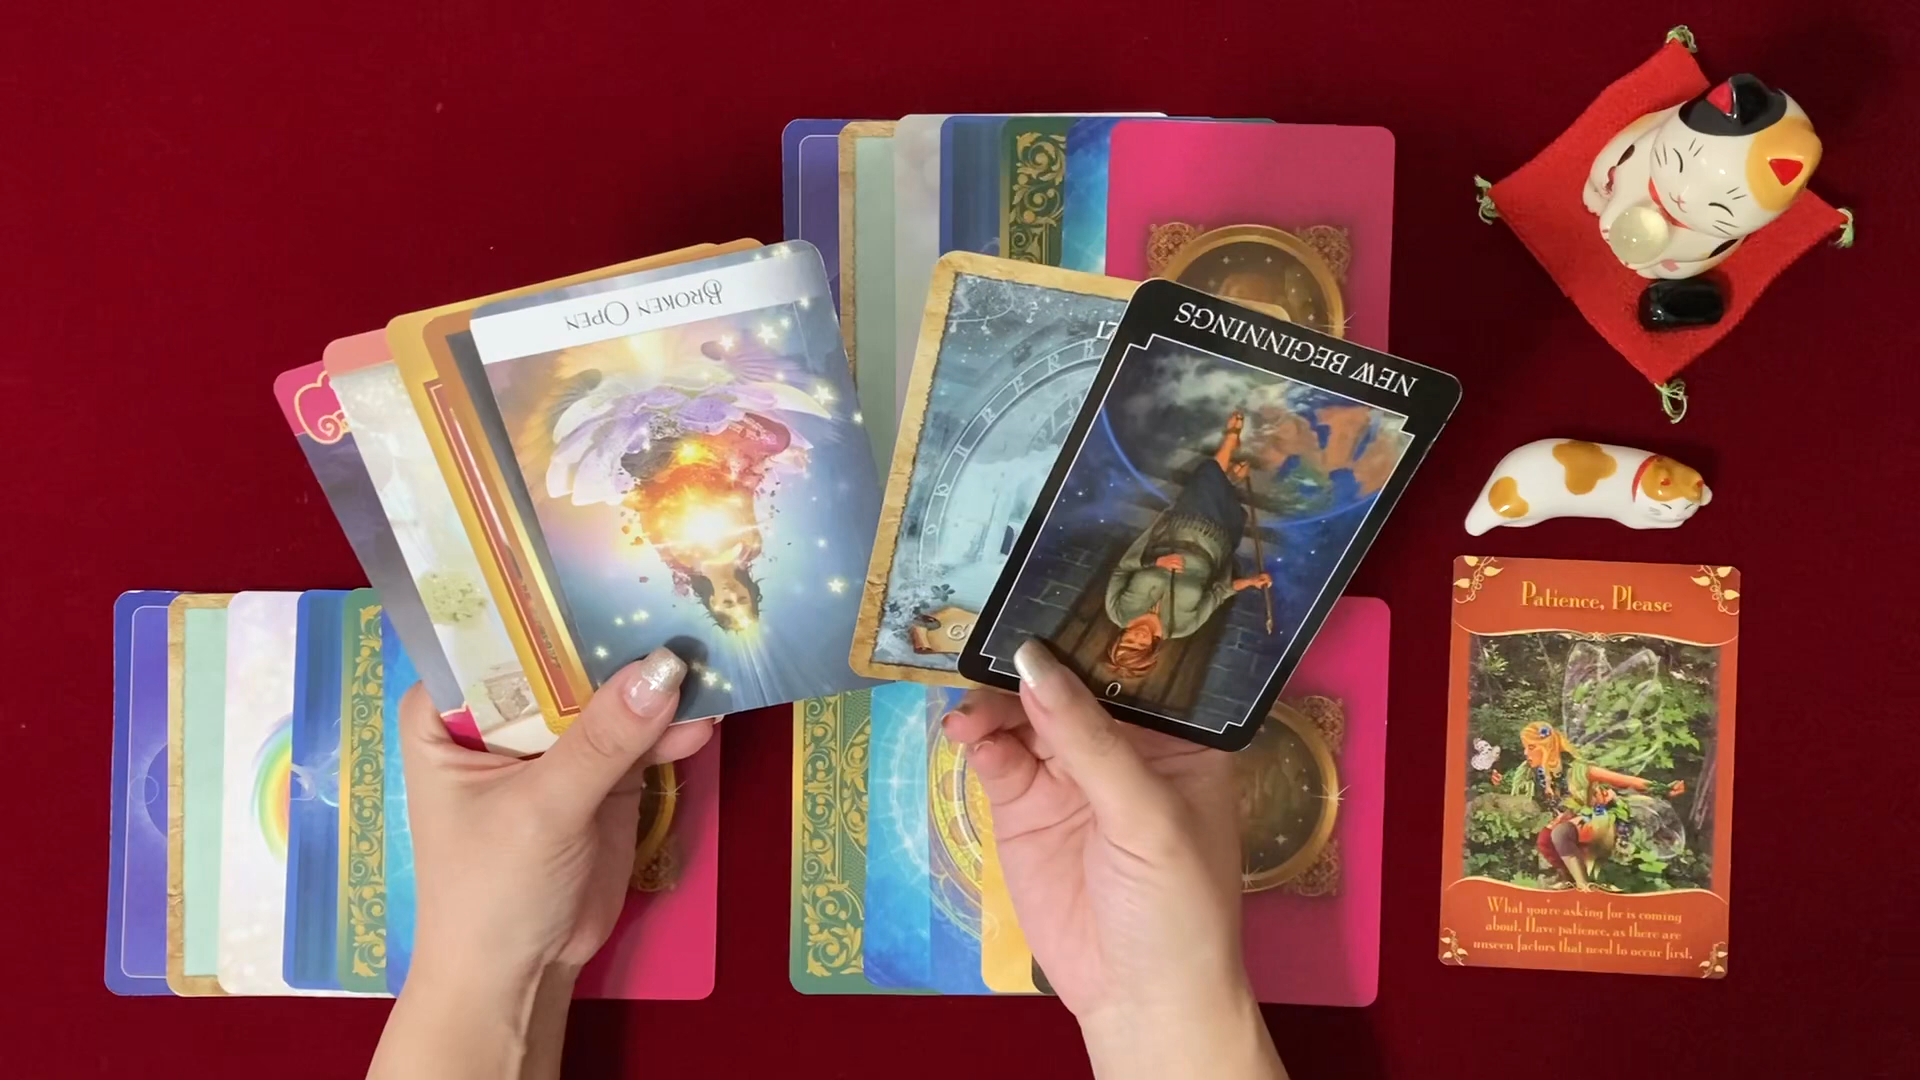 BROKEN OPEN
NEW BEGINNINGS
0
Patience, Please
What you're asking for is coming
about. Have patience, as there are
unseen factors that need to occur first.